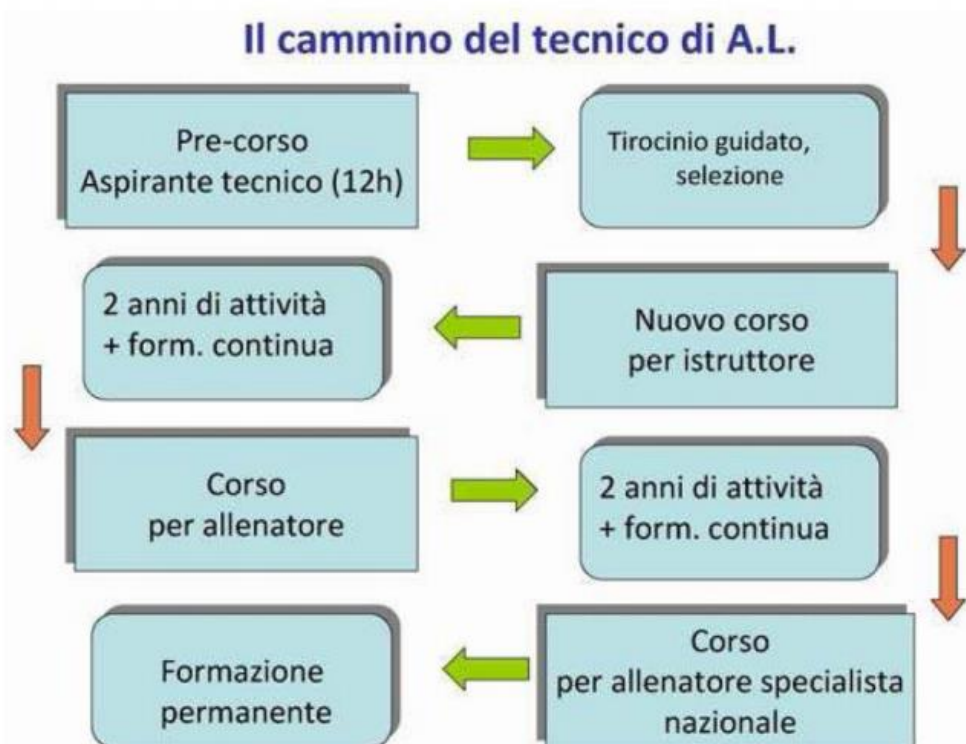 Il cammino del tecnico di A.L.
Pre-corso
Aspirante tecnico (12h)
Tirocinio guidato,
selezione
2 anni di attività
+ form. continua
Nuovo corso
per istruttore
Corso
per allenatore
2 anni di attività
+ form. continua
Formazione
permanente
Corso
per allenatore specialista
nazionale